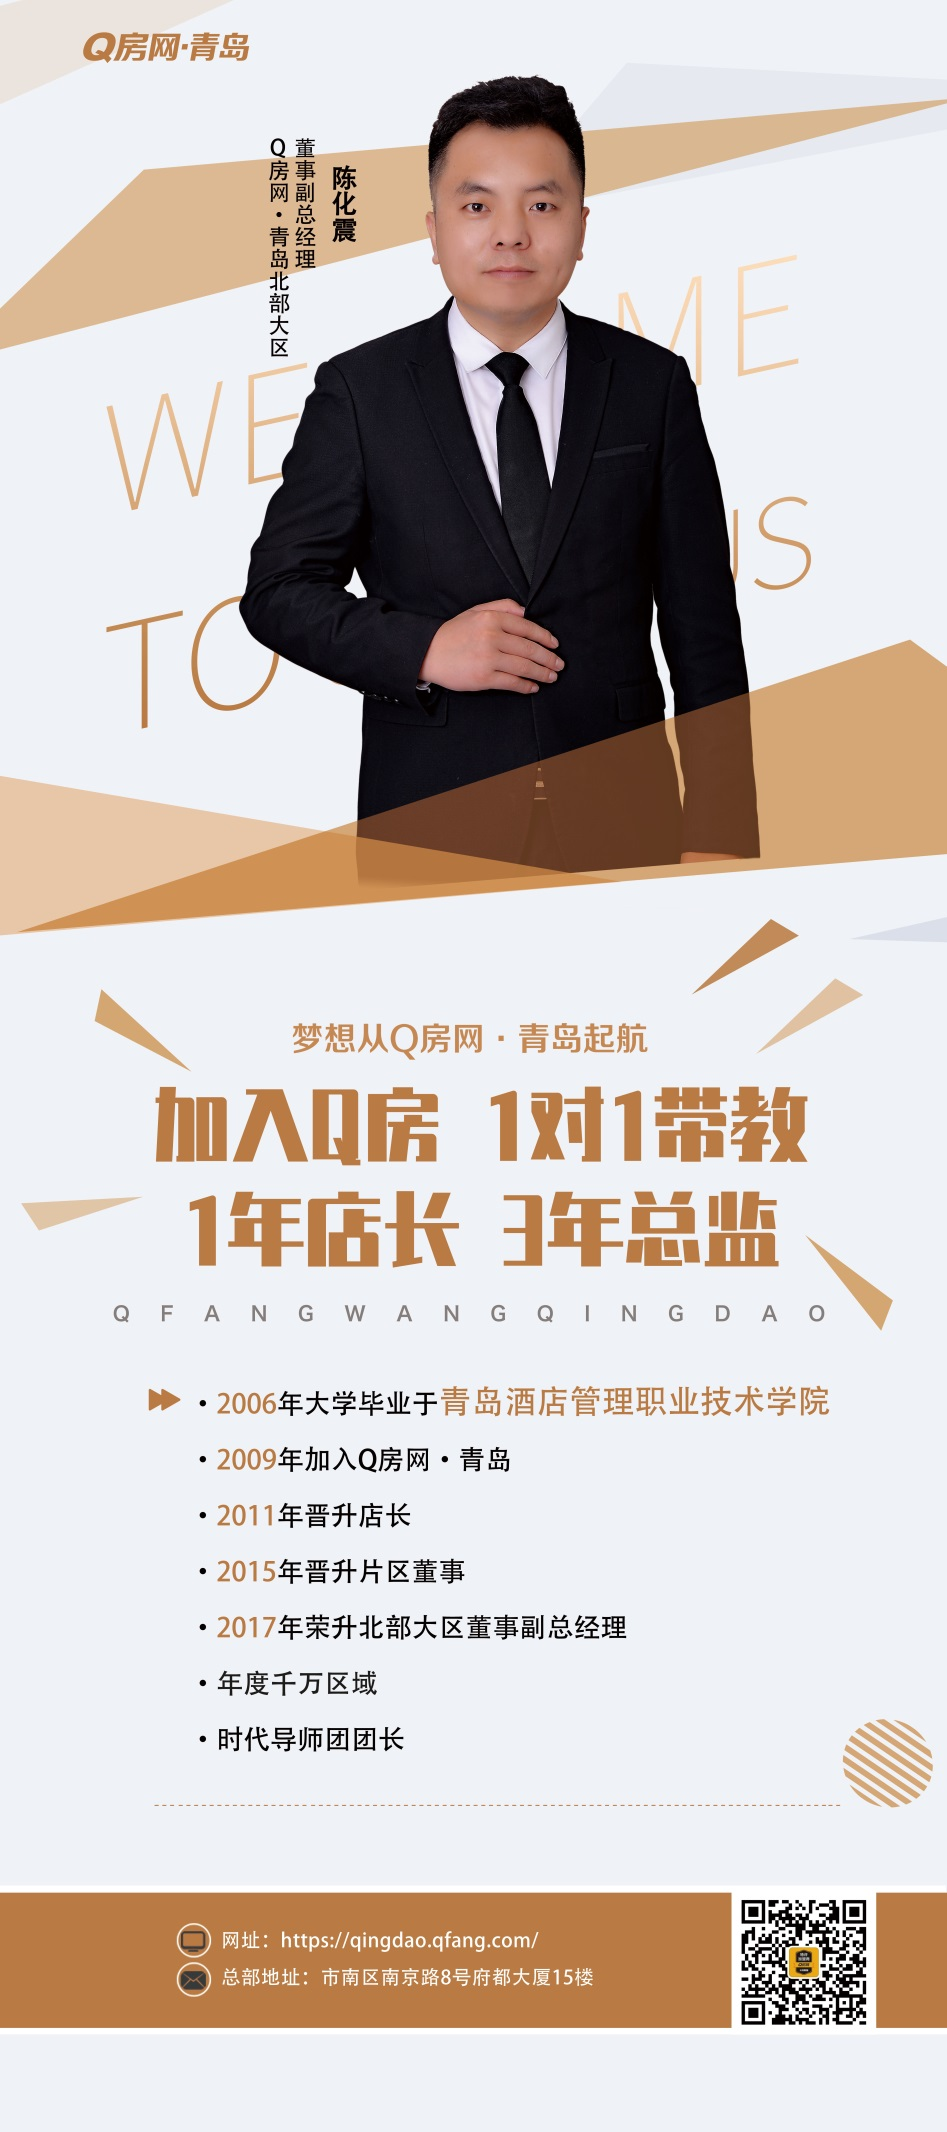 Q房网·青岛
陈化震
董事副总经理
Q房网·青岛北部大区
WE ME
TO US
梦想从Q房网·青岛起航
加入Q房 1对1带教
1年店长 3年总监
QFANGWANGQINGDAO
·2006年大学毕业于青岛酒店管理职业技术学院
·2009年加入Q房网·青岛
·2011年晋升店长
·2015年晋升片区董事
·2017年荣升北部大区董事副总经理
·年度千万区域
·时代导师团团长
网址：https://qingdao.qfang.com/
总部地址：市南区南京路8号府都大厦15楼